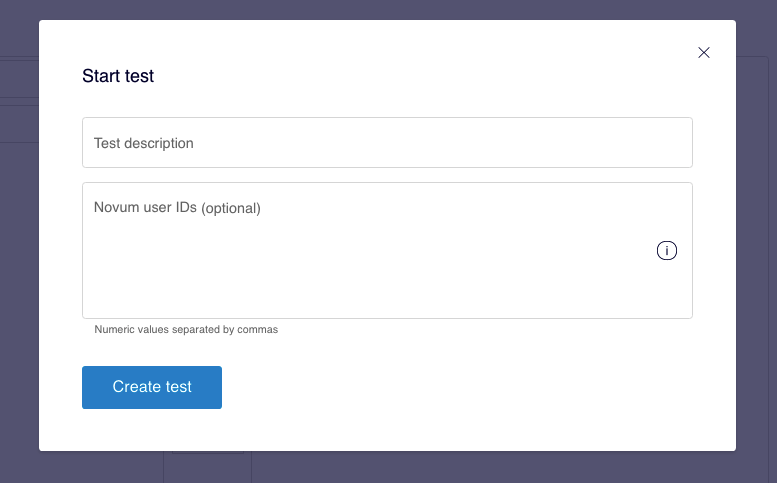 Start test
Test description
Novum user IDs (optional)
Numeric values separated by commas
Create test